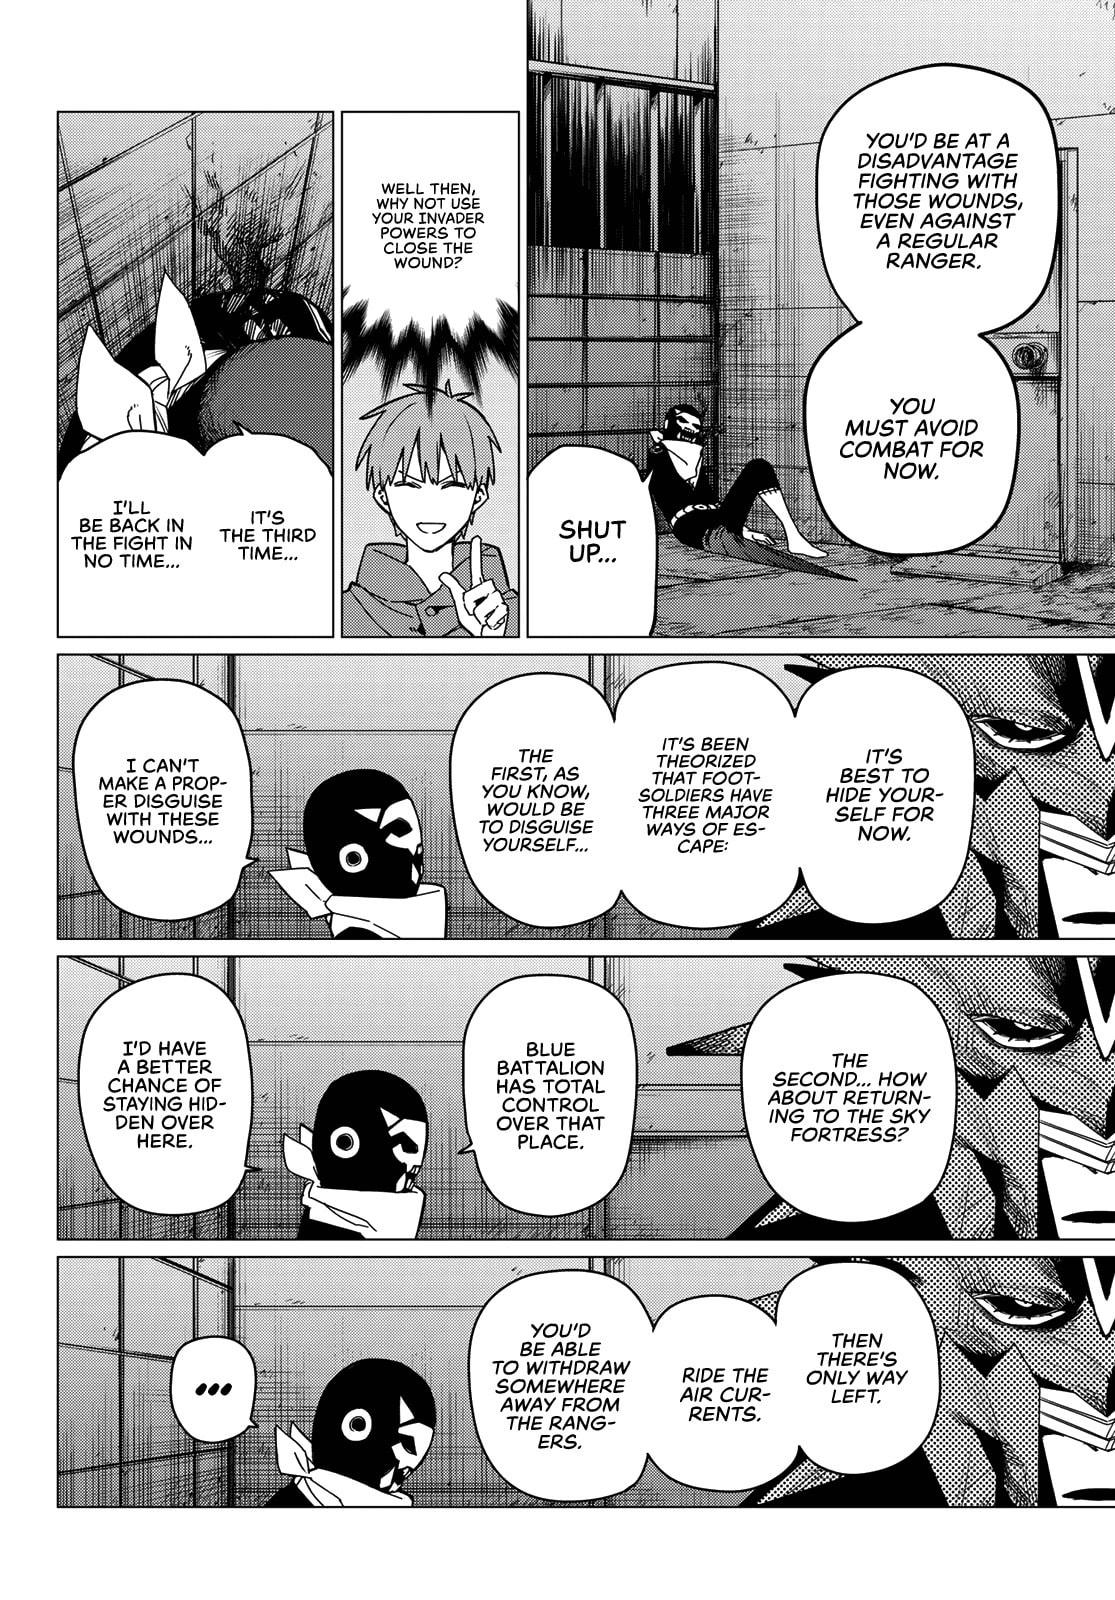 YOU'D BE AT A
DISADVANTAGE
FIGHTING WITH
THOSE WOUNDS,
EVEN AGAINST
A REGULAR
RANGER.
YOU
MUST AVOID
COMBAT FOR
NOW.
SHUT
UP...
WELL THEN,
WHY NOT USE
YOUR INVADER
POWERS TO
CLOSE THE
WOUND?
IT'S
THE THIRD
TIME...
I'LL
BE BACK IN
THE FIGHT IN
NO TIME...
IT'S
BEST TO
HIDE YOUR-
SELF FOR
NOW.
IT'S BEEN
THEORIZED
THAT FOOT-
SOLDIERS HAVE
THREE MAJOR
WAYS OF ES-
CAPE:
THE
FIRST, AS
YOU KNOW,
WOULD BE
TO DISGUISE
YOURSELF...
I CAN'T
MAKE A PROP-
ER DISGUISE
WITH THESE
WOUNDS...
THE
SECOND... HOW
ABOUT RETURN-
ING TO THE SKY
FORTRESS?
BLUE
BATTALION
HAS TOTAL
CONTROL
OVER THAT
PLACE.
I'D HAVE
A BETTER
CHANCE OF
STAYING HID-
DEN OVER
HERE.
THEN
THERE'S
ONLY WAY
LEFT.
RIDE THE
AIR CUR-
RENTS.
YOU'D
BE ABLE
TO WITHDRAW
SOMEWHERE
AWAY FROM
THE RANG-
ERS.
...